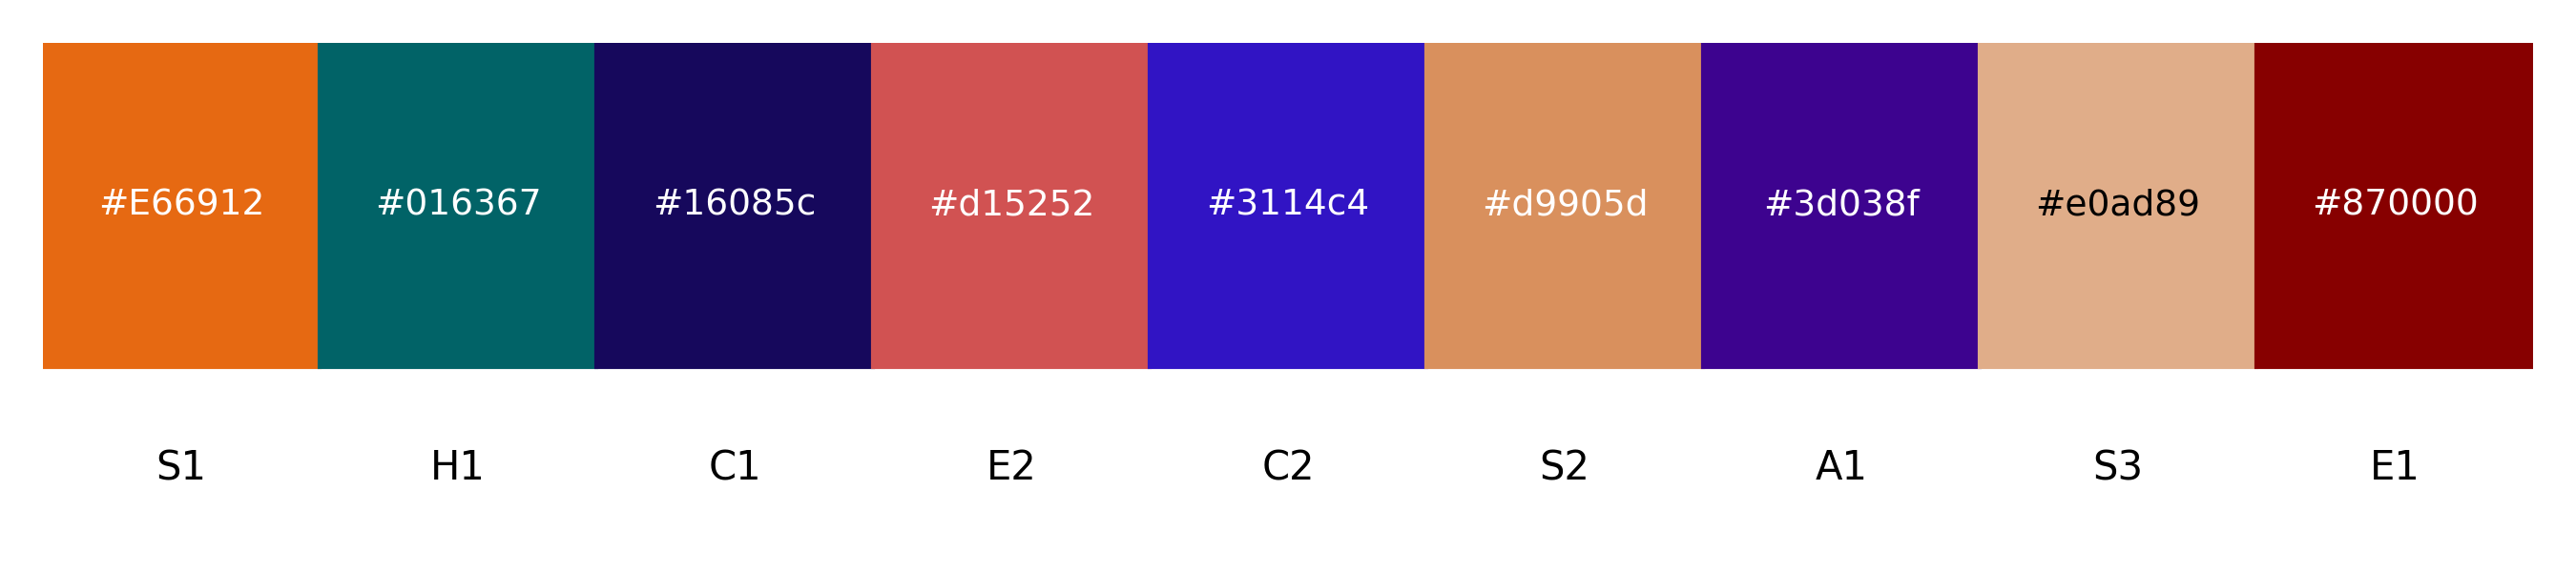 #E66912 #016367 #16085c #d15252 #3114c4 #d9905d #3d038f #e0ad89 #870000
S1 H1 C1 E2 C2 S2 A1 S3 E1